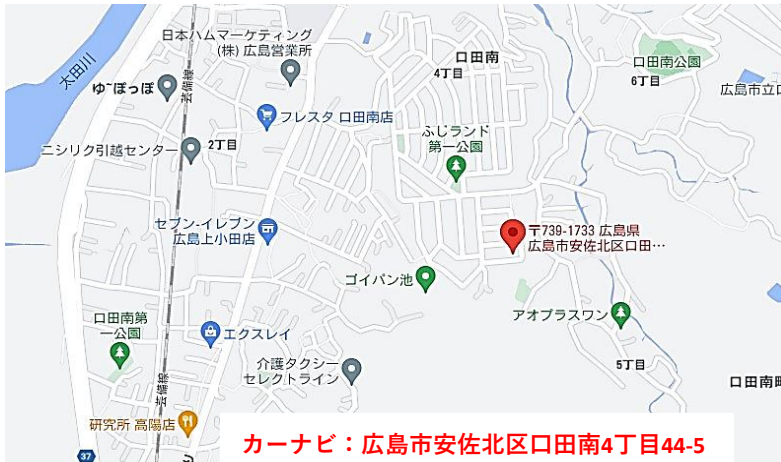 日本ハムマーケティング
(株) 広島営業所
太田川
ゆ~ぽっぽ
芸備線
口田南
4丁目
口田南公園
6丁目
広島市立口
フレスタ 口田南店
ふじランド
第一公園
ニシリク引越センター
2丁目
セブン-イレブン
広島上小田店
〒739-1733 広島県
広島市安佐北区口田…
ゴイバン池
アオプラスワン
口田南第
一公園
エクスレイ
介護タクシー
セレクトライン
5丁目
口田南町
芸備線
研究所 高陽店
37
カーナビ：広島市安佐北区口田南4丁目44-5